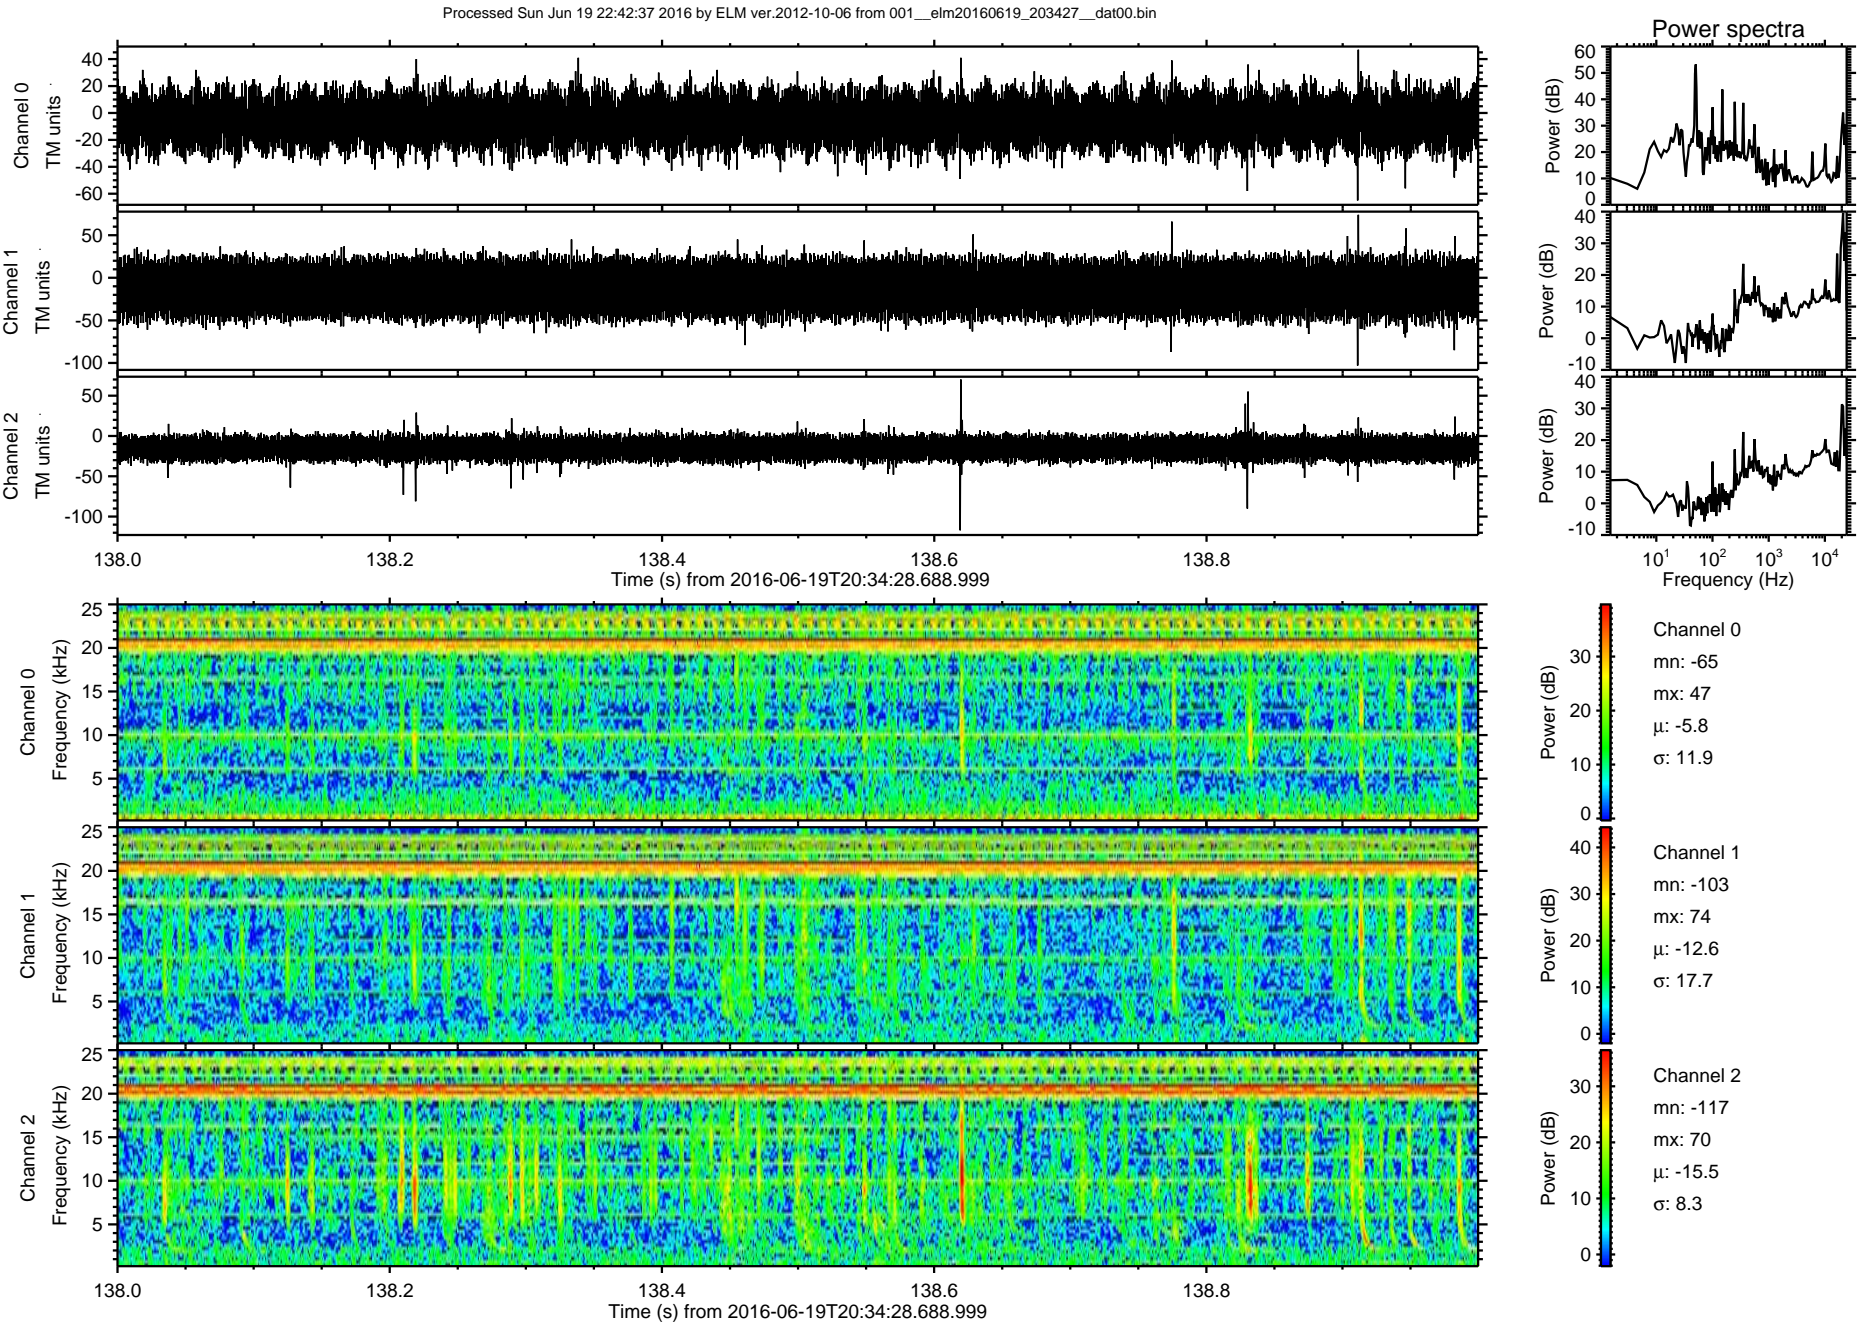 Processed Sun Jun 19 22:42:37 2016 by ELM ver.2012-10-06 from 001__elm20160619_203427__dat00.bin
Power spectra
Channel 0
TM units
40
20
0
-20
-40
-60
Power (dB)
60
50
40
30
20
10
0
Channel 1
TM units
50
0
-50
-100
Power (dB)
40
30
20
10
0
-10
Channel 2
TM units
50
0
-50
-100
Power (dB)
40
30
20
10
0
-10
138.0 138.2 138.4 138.6 138.8
Time (s) from 2016-06-19T20:34:28.688.999
10¹ 10² 10³ 10⁴
Frequency (Hz)
Channel 0
Frequency (kHz)
25
20
15
10
5
Power (dB)
30
20
10
0
Channel 0
mn: -65
mx: 47
μ: -5.8
σ: 11.9
Channel 1
Frequency (kHz)
25
20
15
10
5
Power (dB)
40
30
20
10
0
Channel 1
mn: -103
mx: 74
μ: -12.6
σ: 17.7
Channel 2
Frequency (kHz)
25
20
15
10
5
Power (dB)
30
20
10
0
Channel 2
mn: -117
mx: 70
μ: -15.5
σ: 8.3
138.0 138.2 138.4 138.6 138.8
Time (s) from 2016-06-19T20:34:28.688.999